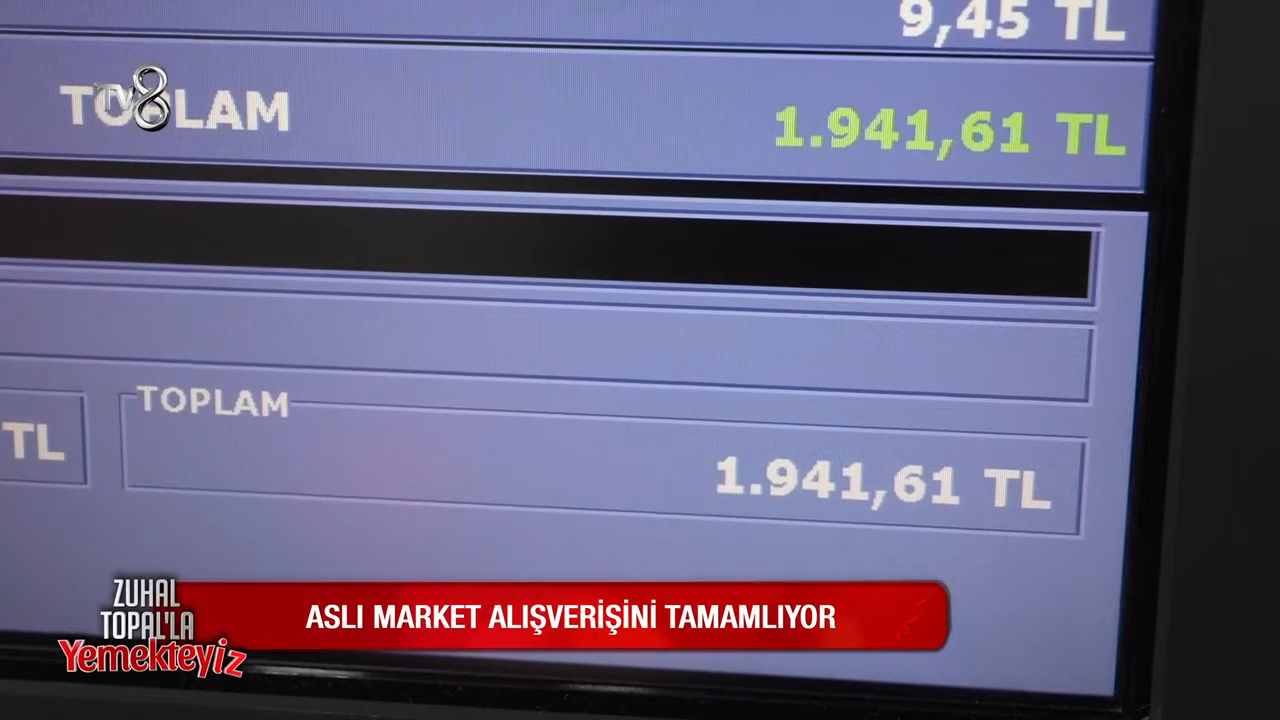 9,45 TL
TOPLAM
TV8
1.941,61 TL
TOPLAM
TL
1.941,61 TL
ZUHAL
TOPAL'LA
Yemekteyiz
ASLI MARKET ALIŞVERİŞİNİ TAMAMLIYOR